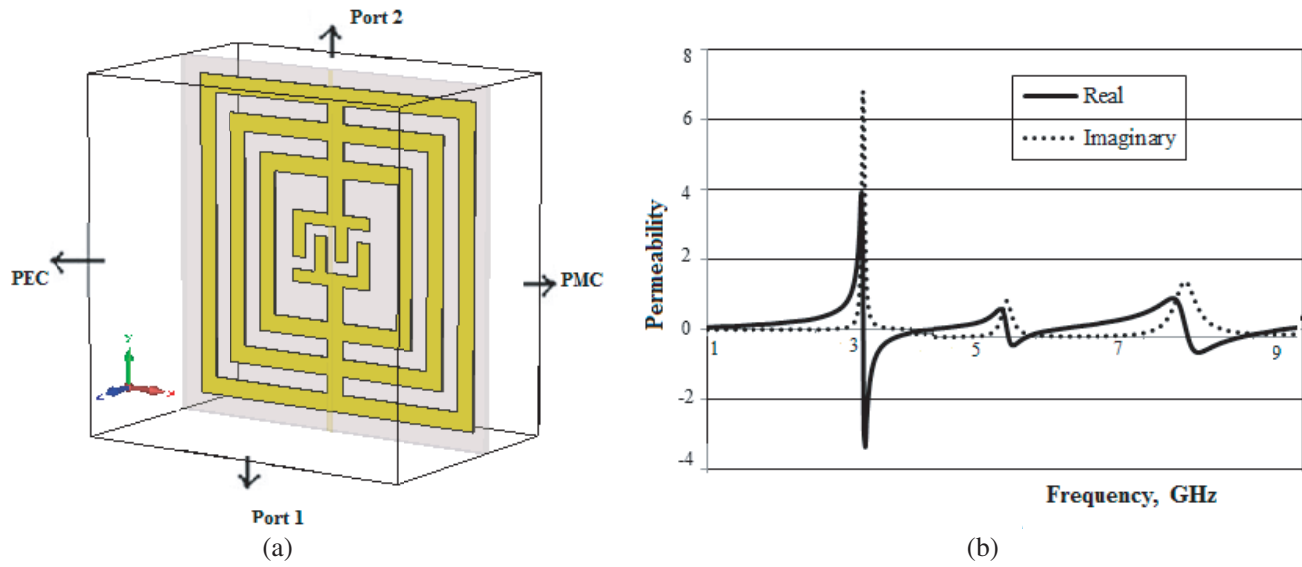 Port 2
PEC
PMC
z
x
Port 1
(a)
8
6
4
2
0
-2
-4
Permeability
Real
Imaginary
1
3
5
7
9
Frequency, GHz
(b)